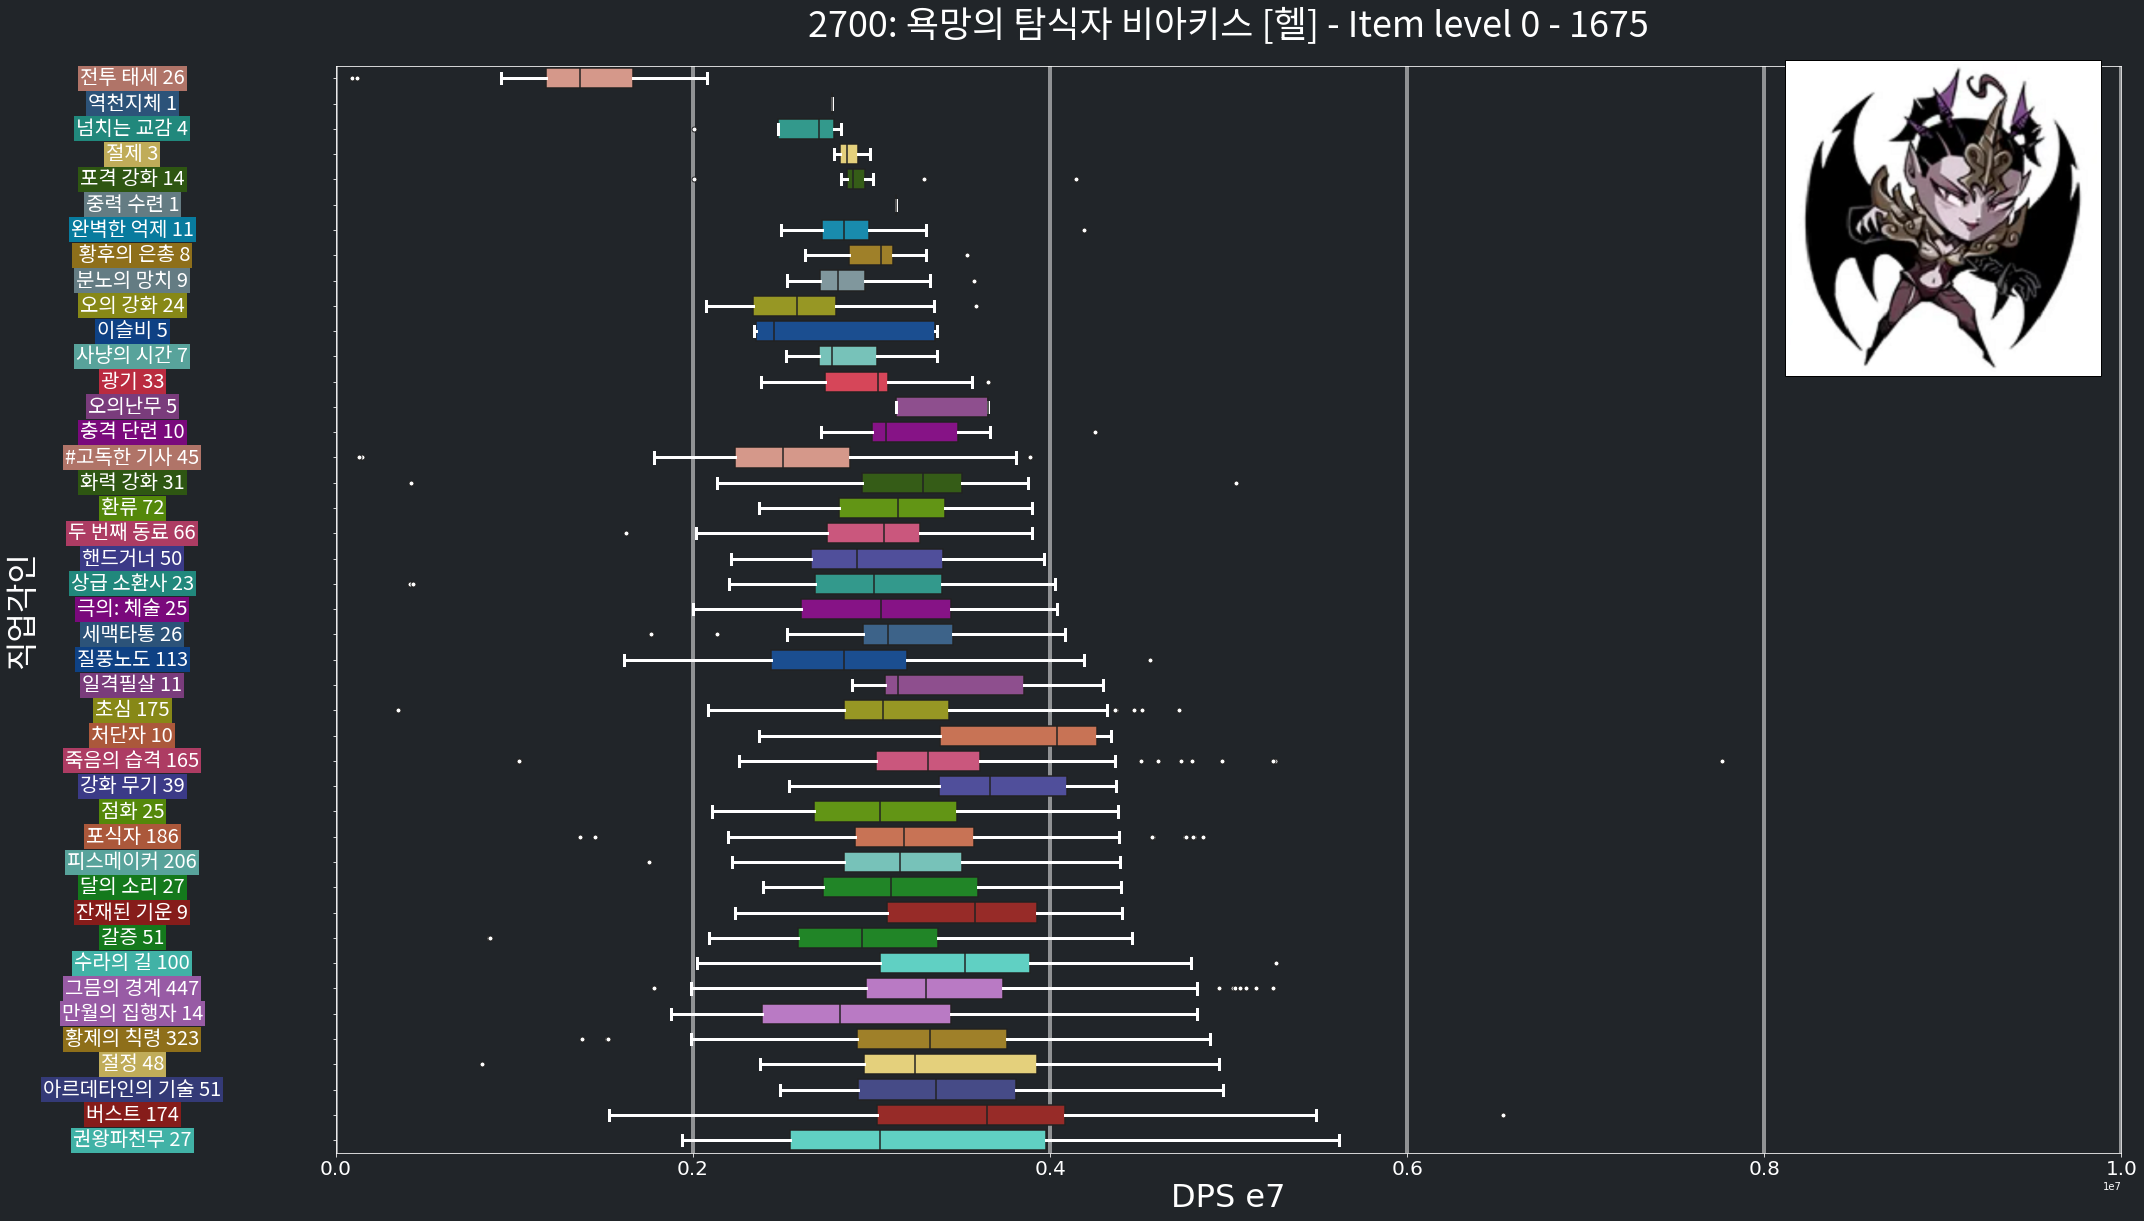 2700: 욕망의 탐식자 비아키스 [헬] - Item level 0 - 1675
직업각인
전투 태세 26
역천지체 1
넘치는 교감 4
절제 3
포격 강화 14
중력 수련 1
완벽한 억제 11
황후의 은총 8
분노의 망치 9
오의 강화 24
이슬비 5
사냥의 시간 7
광기 33
오의난무 5
충격 단련 10
#고독한 기사 45
화력 강화 31
환류 72
두 번째 동료 66
핸드거너 50
상급 소환사 23
극의: 체술 25
세맥타통 26
질풍노도 113
일격필살 11
초심 175
처단자 10
죽음의 습격 165
강화 무기 39
점화 25
포식자 186
피스메이커 206
달의 소리 27
잔재된 기운 9
갈증 51
수라의 길 100
그믐의 경계 447
만월의 집행자 14
황제의 칙령 323
절정 48
아르데타인의 기술 51
버스트 174
권왕파천무 27
0.0 0.2 0.4 0.6 0.8 1.0
1e7
DPS e7